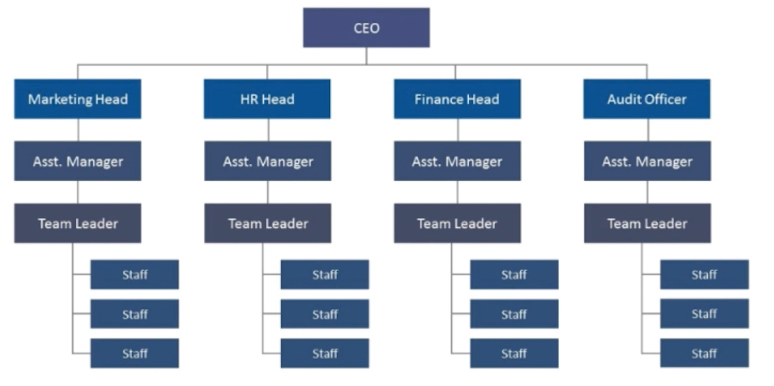 CEO
Marketing Head
HR Head
Finance Head
Audit Officer
Asst. Manager
Asst. Manager
Asst. Manager
Asst. Manager
Team Leader
Team Leader
Team Leader
Team Leader
Staff
Staff
Staff
Staff
Staff
Staff
Staff
Staff
Staff
Staff
Staff
Staff